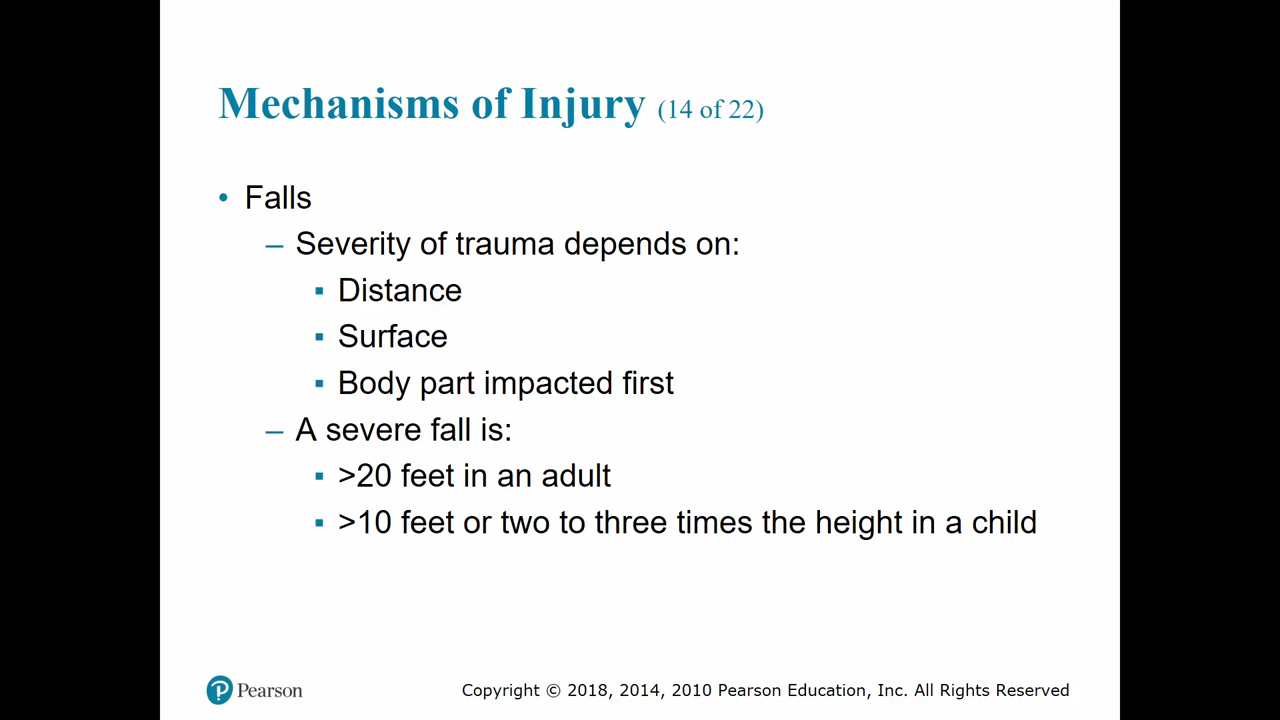 Mechanisms of Injury (14 of 22)
• Falls
– Severity of trauma depends on:
▪ Distance
▪ Surface
▪ Body part impacted first
– A severe fall is:
▪ >20 feet in an adult
▪ >10 feet or two to three times the height in a child
P Pearson
Copyright © 2018, 2014, 2010 Pearson Education, Inc. All Rights Reserved